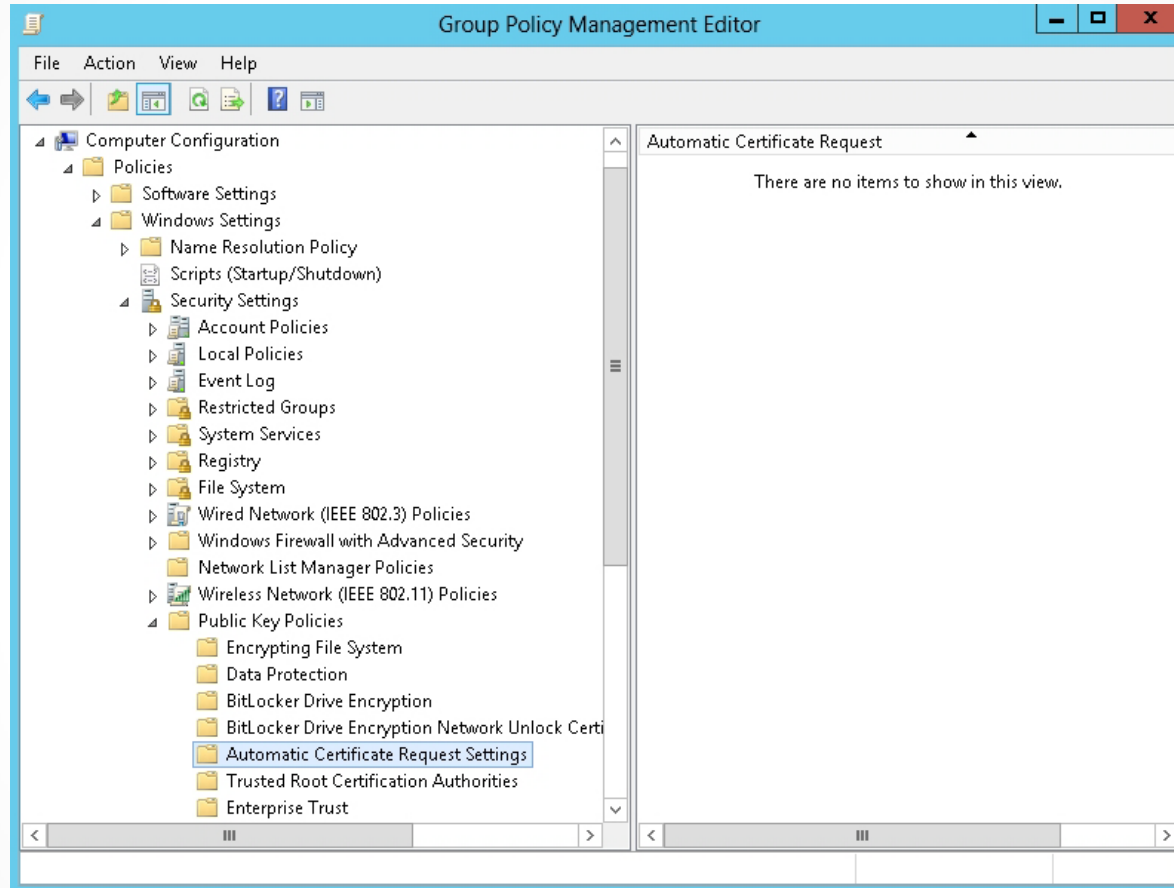 Group Policy Management Editor
File Action View Help
Computer Configuration
Policies
Software Settings
Windows Settings
Name Resolution Policy
Scripts (Startup/Shutdown)
Security Settings
Account Policies
Local Policies
Event Log
Restricted Groups
System Services
Registry
File System
Wired Network (IEEE 802.3) Policies
Windows Firewall with Advanced Security
Network List Manager Policies
Wireless Network (IEEE 802.11) Policies
Public Key Policies
Encrypting File System
Data Protection
BitLocker Drive Encryption
BitLocker Drive Encryption Network Unlock Certi
Automatic Certificate Request Settings
Trusted Root Certification Authorities
Enterprise Trust
Automatic Certificate Request
There are no items to show in this view.